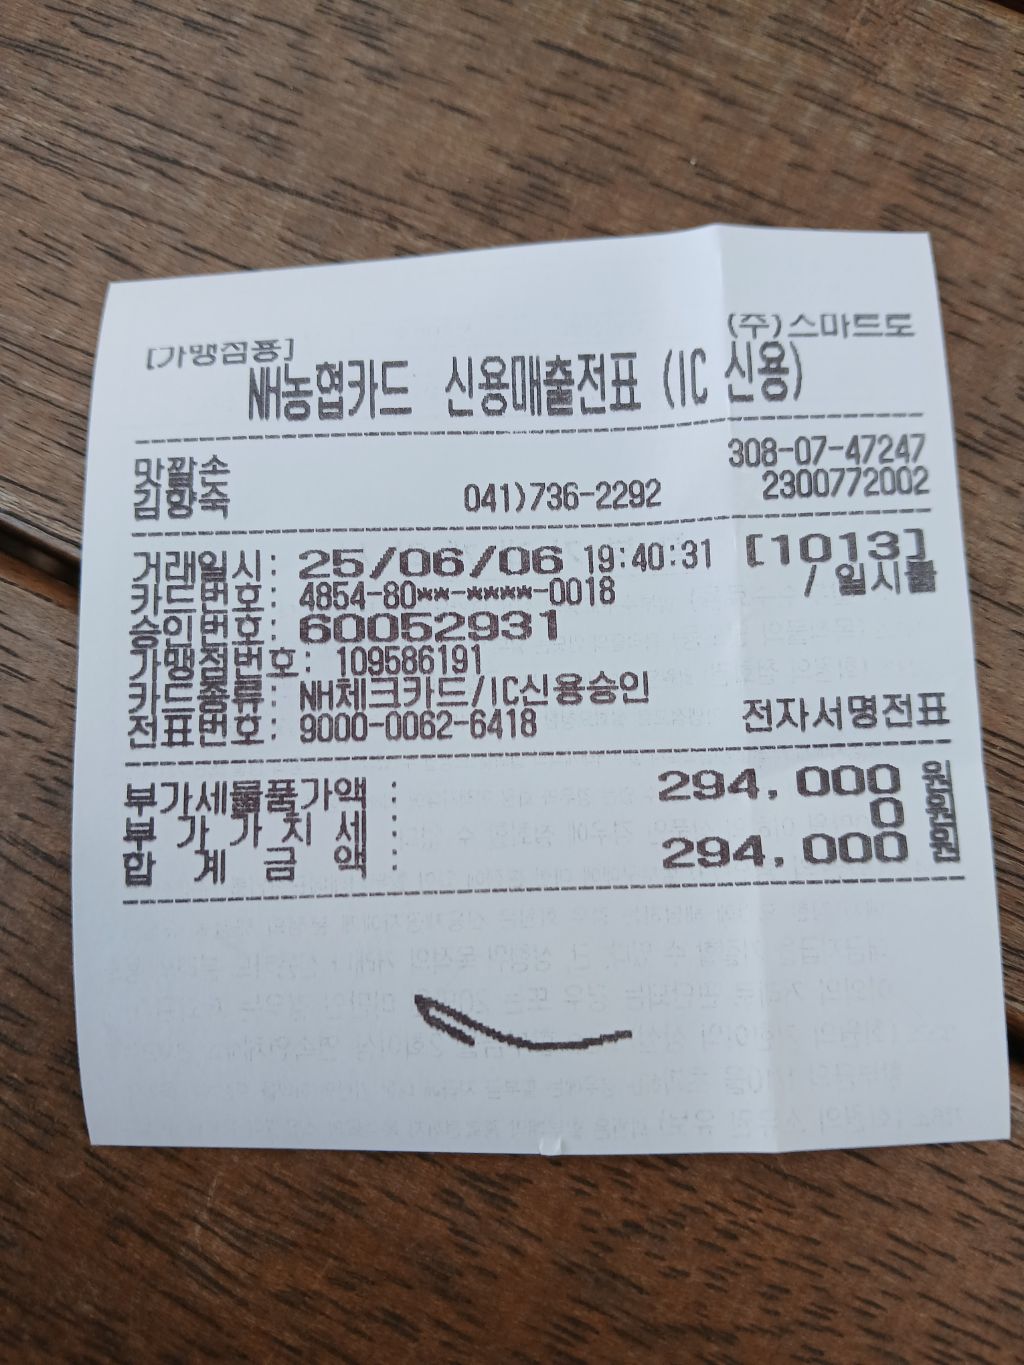 (주)스마트도
[가맹점용]
NH농협카드 신용매출전표 (IC 신용)
308-07-47247
맛깔손
김향숙 041)736-2292 2300772002
거래일시: 25/06/06 19:40:31 [1013]
카드번호: 4854-80**-****-0018 / 일시불
승인번호: 60052931
가맹점번호: 109586191
카드종류: NH체크카드/IC신용승인
전표번호: 9000-0062-6418 전자서명전표
부가세물품가액 : 294,000 원
부 가 가 치 세 : 0 원
합 계 금 액 : 294,000 원